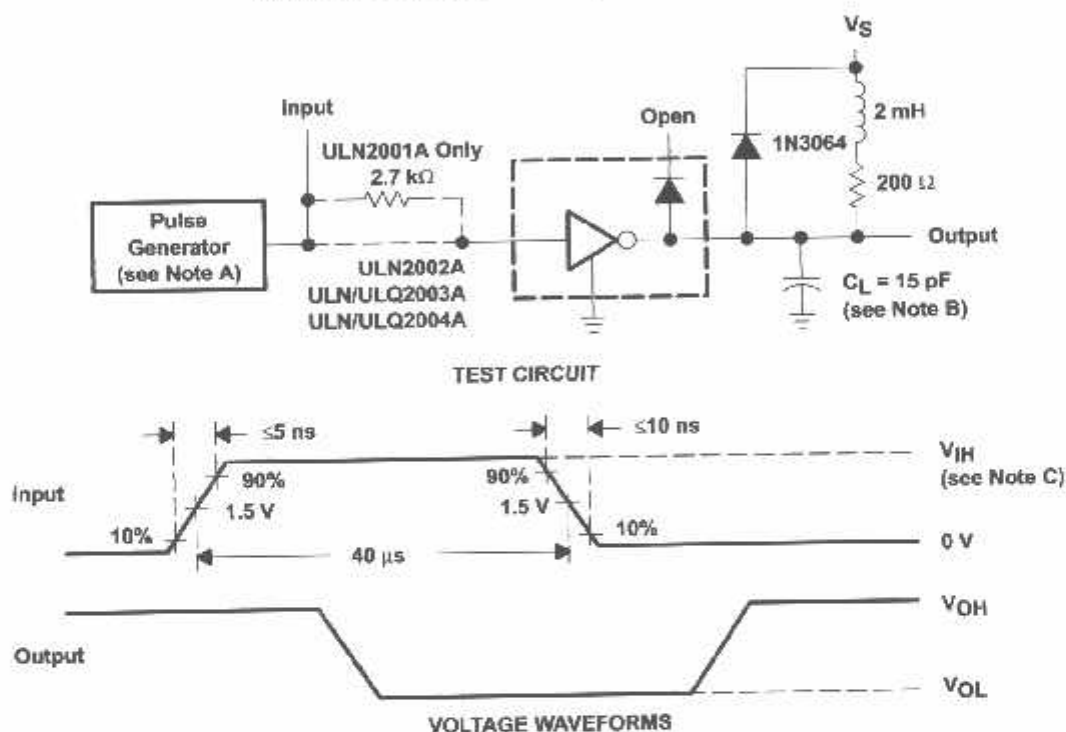 VS
Input
2 mH
Open
1N3064
ULN2001A Only
2.7 kΩ
200 Ω
Pulse
Generator
(see Note A)
Output
ULN2002A
ULN/ULQ2003A
ULN/ULQ2004A
CL = 15 pF
(see Note B)
TEST CIRCUIT
≤5 ns
≤10 ns
VIH
(see Note C)
90%
90%
Input
1.5 V
1.5 V
10%
10%
0 V
40 µs
VOH
Output
VOL
VOLTAGE WAVEFORMS